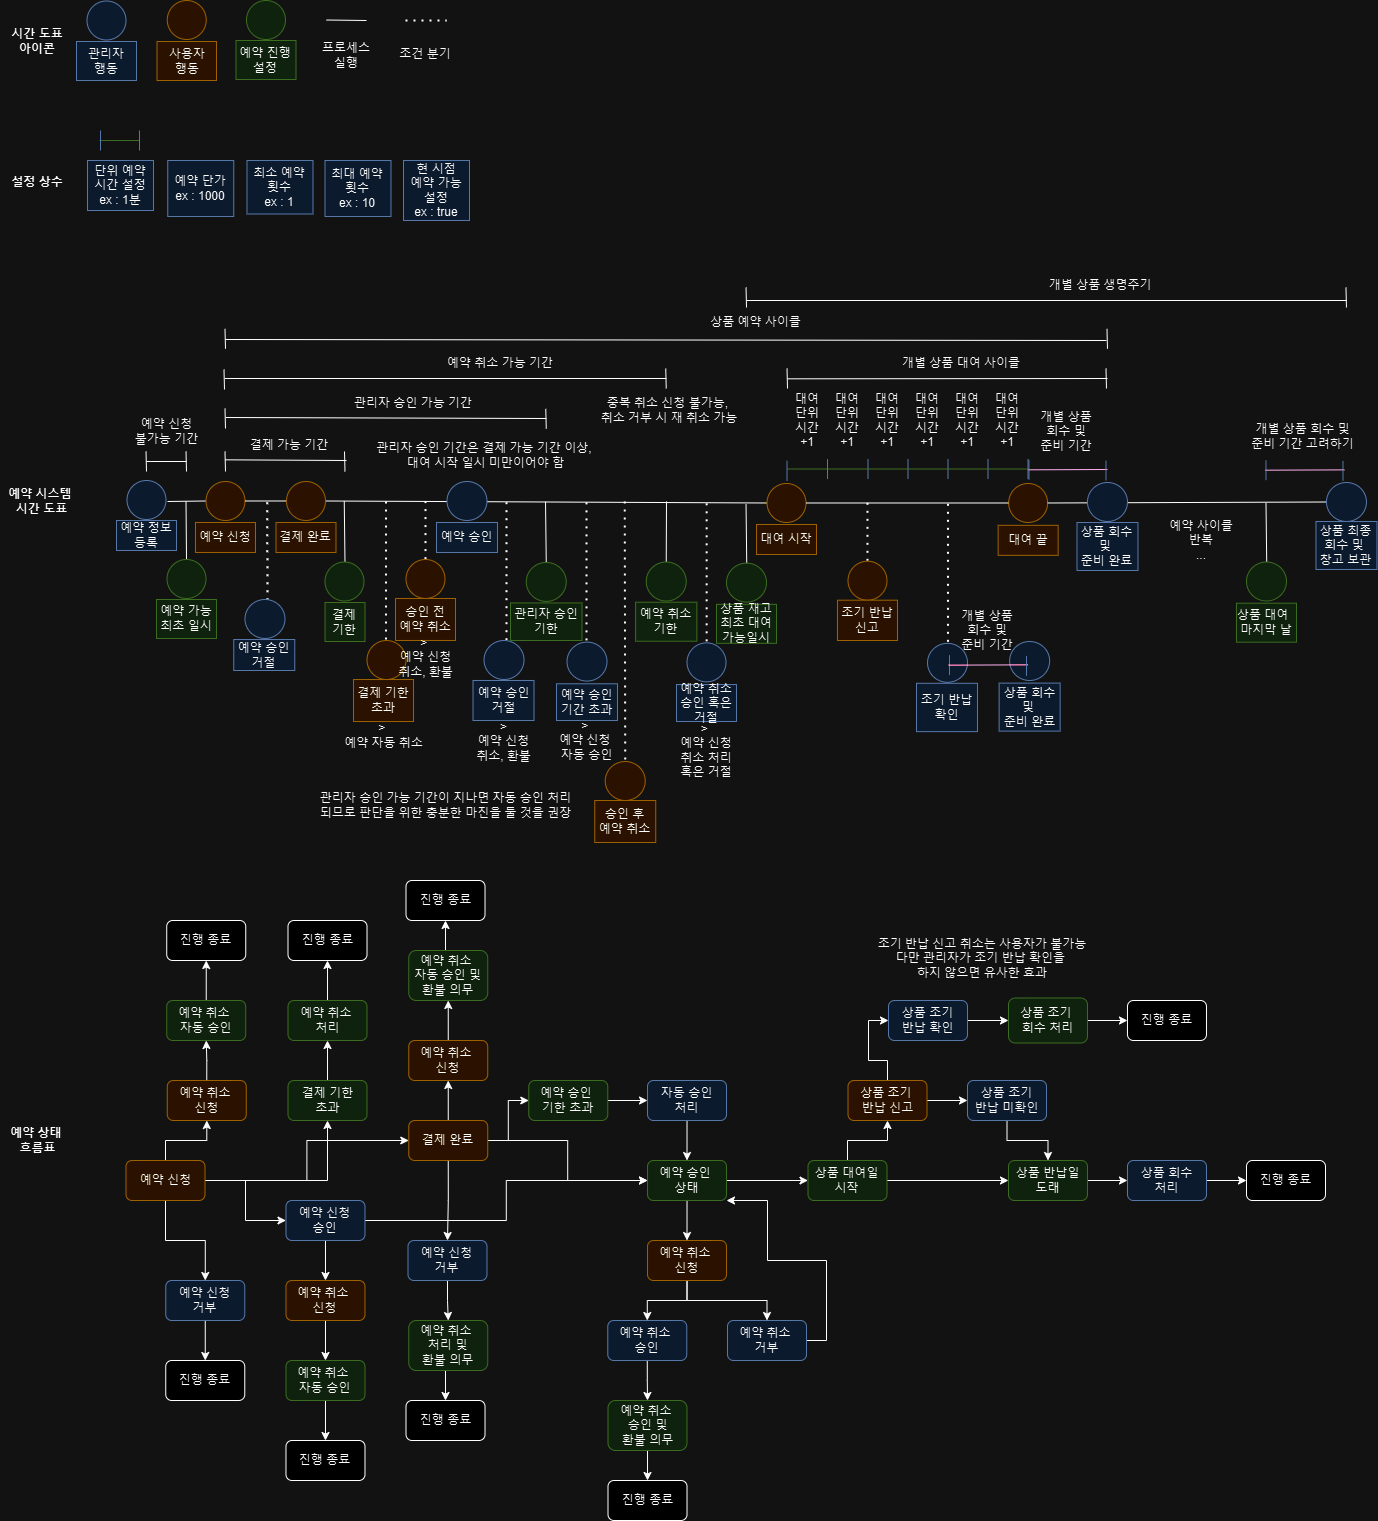 시간 도표
아이콘
관리자
행동
사용자
행동
예약 진행
설정
프로세스
실행
조건 분기
설정 상수
단위 예약
시간 설정
ex : 1분
예약 단가
ex : 1000
최소 예약
횟수
ex : 1
최대 예약
횟수
ex : 10
현 시점
예약 가능
설정
ex : true
개별 상품 생명주기
상품 예약 사이클
예약 취소 가능 기간
개별 상품 대여 사이클
관리자 승인 가능 기간
중복 취소 신청 불가능,
취소 거부 시 재 취소 가능
대여
단위
시간
+1
대여
단위
시간
+1
대여
단위
시간
+1
대여
단위
시간
+1
대여
단위
시간
+1
대여
단위
시간
+1
개별 상품
회수 및
준비 기간
예약 신청
불가능 기간
결제 가능 기간
관리자 승인 기간은 결제 가능 기간 이상,
대여 시작 일시 미만이어야 함
개별 상품 회수 및
준비 기간 고려하기
예약 시스템
시간 도표
예약 정보
등록
예약 신청
결제 완료
예약 승인
대여 시작
대여 끝
상품 회수
및
준비 완료
예약 사이클
반복
...
상품 최종
회수 및
창고 보관
예약 가능
최초 일시
예약 승인
거절
결제
기한
승인 전
예약 취소
>
예약 신청
취소, 환불
관리자 승인
기한
예약 취소
기한
상품 재고
최초 대여
가능일시
조기 반납
신고
개별 상품
회수 및
준비 기간
상품 대여
마지막 날
결제 기한
초과
>
예약 자동 취소
예약 승인
거절
>
예약 신청
취소, 환불
예약 승인
기간 초과
>
예약 신청
자동 승인
예약 취소
승인 혹은
거절
>
예약 신청
취소 처리
혹은 거절
조기 반납
확인
상품 회수
및
준비 완료
관리자 승인 가능 기간이 지나면 자동 승인 처리
되므로 판단을 위한 충분한 마진을 둘 것을 권장
승인 후
예약 취소
진행 종료
진행 종료
진행 종료
예약 취소
자동 승인 및
환불 의무
조기 반납 신고 취소는 사용자가 불가능
다만 관리자가 조기 반납 확인을
하지 않으면 유사한 효과
예약 취소
자동 승인
예약 취소
처리
예약 취소
신청
상품 조기
반납 확인
상품 조기
회수 처리
진행 종료
예약 취소
신청
결제 기한
초과
예약 승인
기한 초과
자동 승인
처리
상품 조기
반납 신고
상품 조기
반납 미확인
예약 상태
흐름표
결제 완료
예약 신청
예약 승인
상태
상품 대여일
시작
상품 반납일
도래
상품 회수
처리
진행 종료
예약 신청
승인
예약 신청
거부
예약 취소
신청
예약 신청
거부
예약 취소
신청
예약 취소
처리 및
환불 의무
예약 취소
승인
예약 취소
거부
진행 종료
예약 취소
자동 승인
진행 종료
예약 취소
승인 및
환불 의무
진행 종료
진행 종료